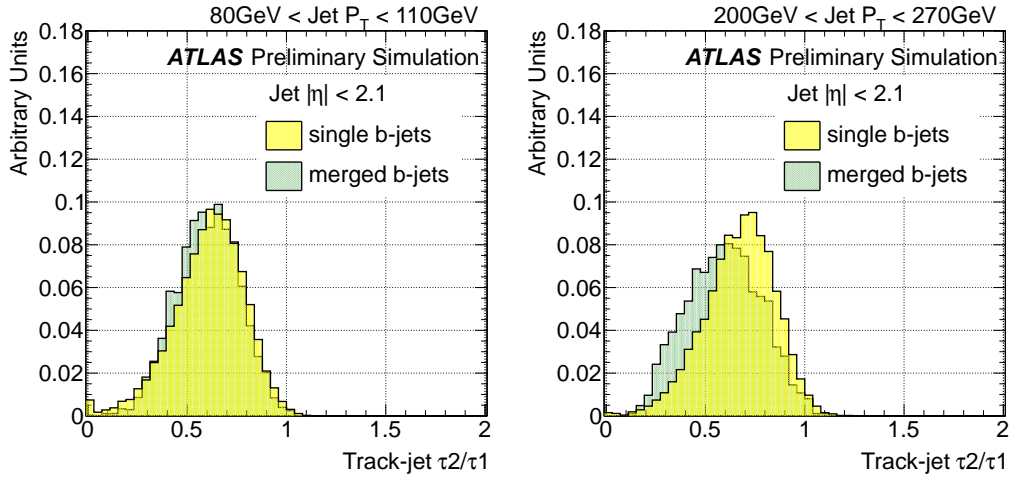 80GeV < Jet P_T < 110GeV
Arbitrary Units
0.18
0.16
0.14
0.12
0.1
0.08
0.06
0.04
0.02
0
ATLAS Preliminary Simulation
Jet |η| < 2.1
single b-jets
merged b-jets
0 0.5 1 1.5 2
Track-jet τ2/τ1
200GeV < Jet P_T < 270GeV
Arbitrary Units
0.18
0.16
0.14
0.12
0.1
0.08
0.06
0.04
0.02
0
ATLAS Preliminary Simulation
Jet |η| < 2.1
single b-jets
merged b-jets
0 0.5 1 1.5 2
Track-jet τ2/τ1